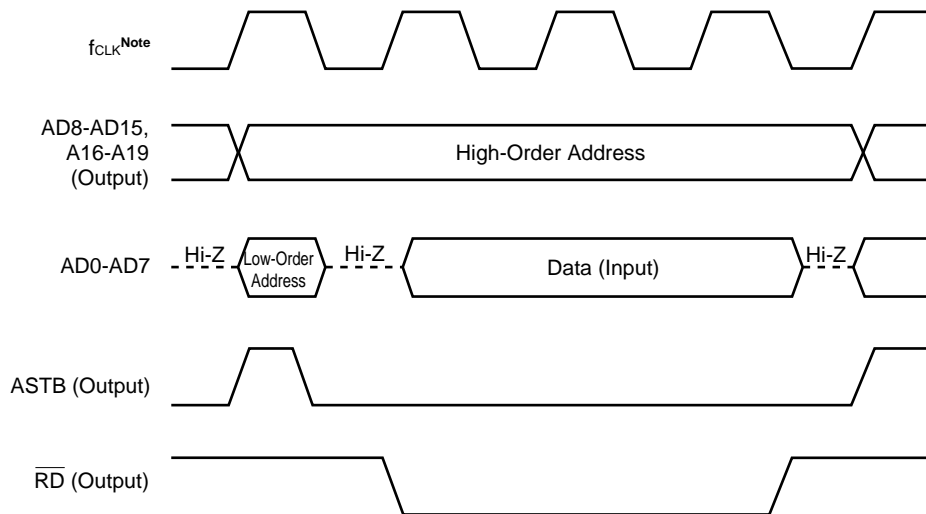 fCLKNote
AD8-AD15,
A16-A19
(Output)
High-Order Address
AD0-AD7
Hi-Z
Low-Order
Address
Hi-Z
Data (Input)
Hi-Z
ASTB (Output)
RD (Output)